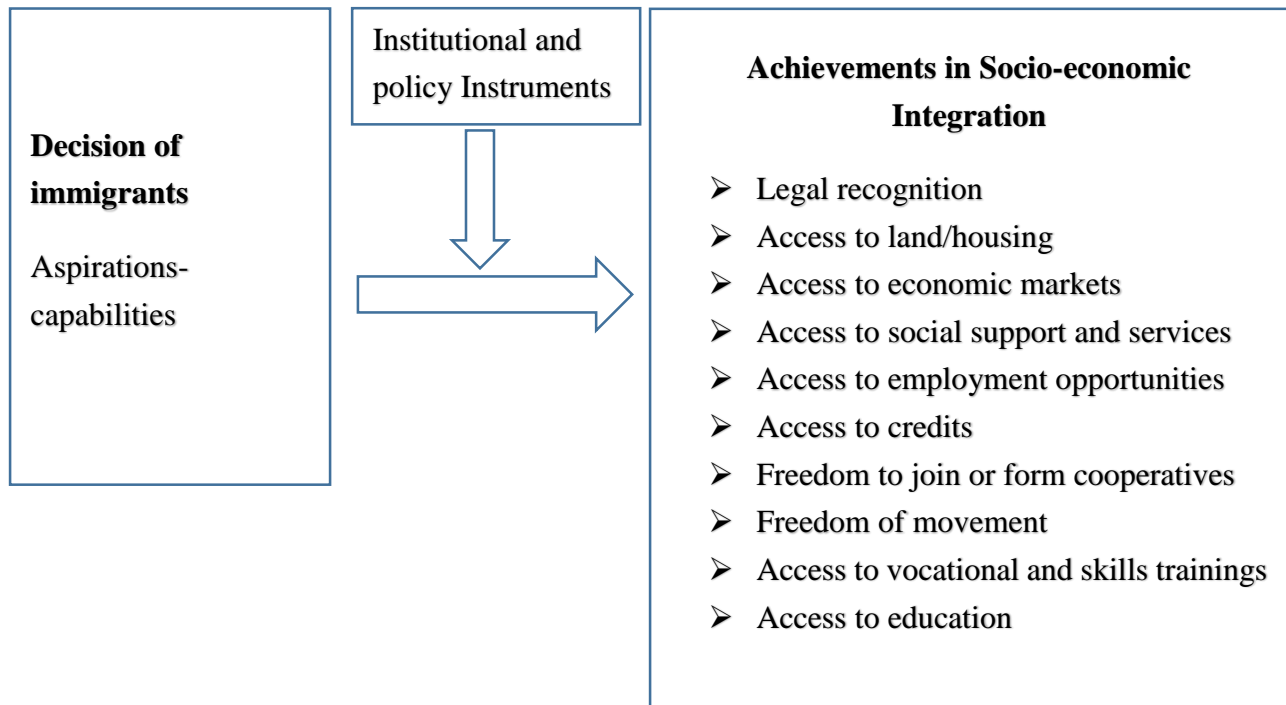 Decision of
immigrants
Aspirations-
capabilities
Institutional and
policy Instruments
Achievements in Socio-economic
Integration
➢ Legal recognition
➢ Access to land/housing
➢ Access to economic markets
➢ Access to social support and services
➢ Access to employment opportunities
➢ Access to credits
➢ Freedom to join or form cooperatives
➢ Freedom of movement
➢ Access to vocational and skills trainings
➢ Access to education